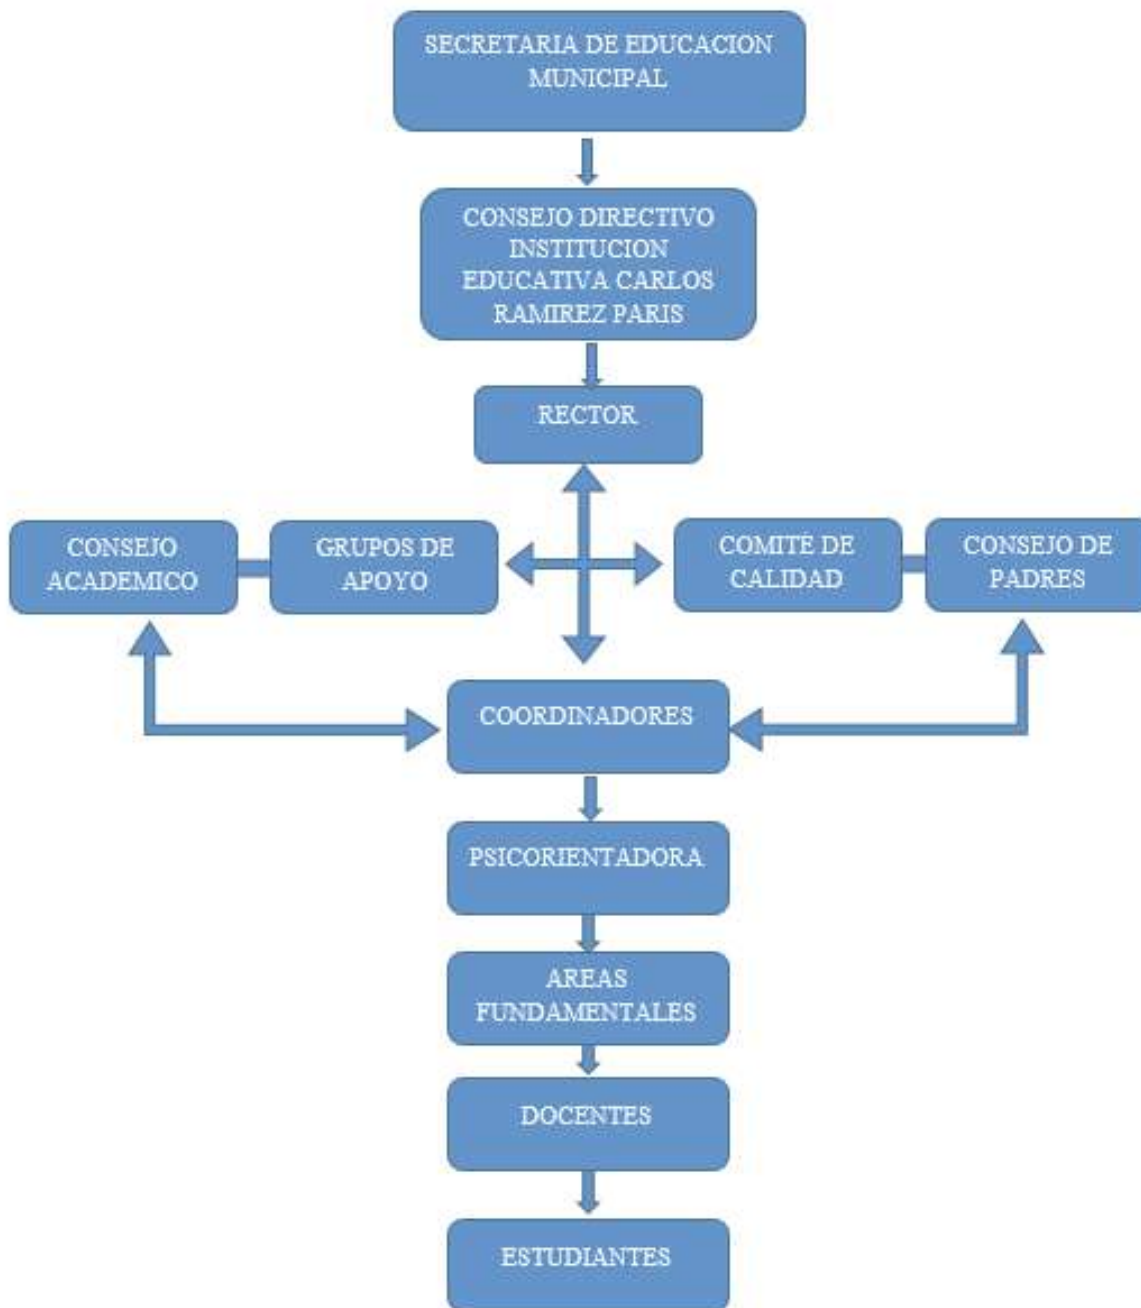 SECRETARIA DE EDUCACION
MUNICIPAL
CONSEJO DIRECTIVO
INSTITUCION
EDUCATIVA CARLOS
RAMIREZ PARIS
RECTOR
CONSEJO
ACADEMICO
GRUPOS DE
APOYO
COMITÉ DE
CALIDAD
CONSEJO DE
PADRES
COORDINADORES
PSICORIENTADORA
AREAS
FUNDAMENTALES
DOCENTES
ESTUDIANTES